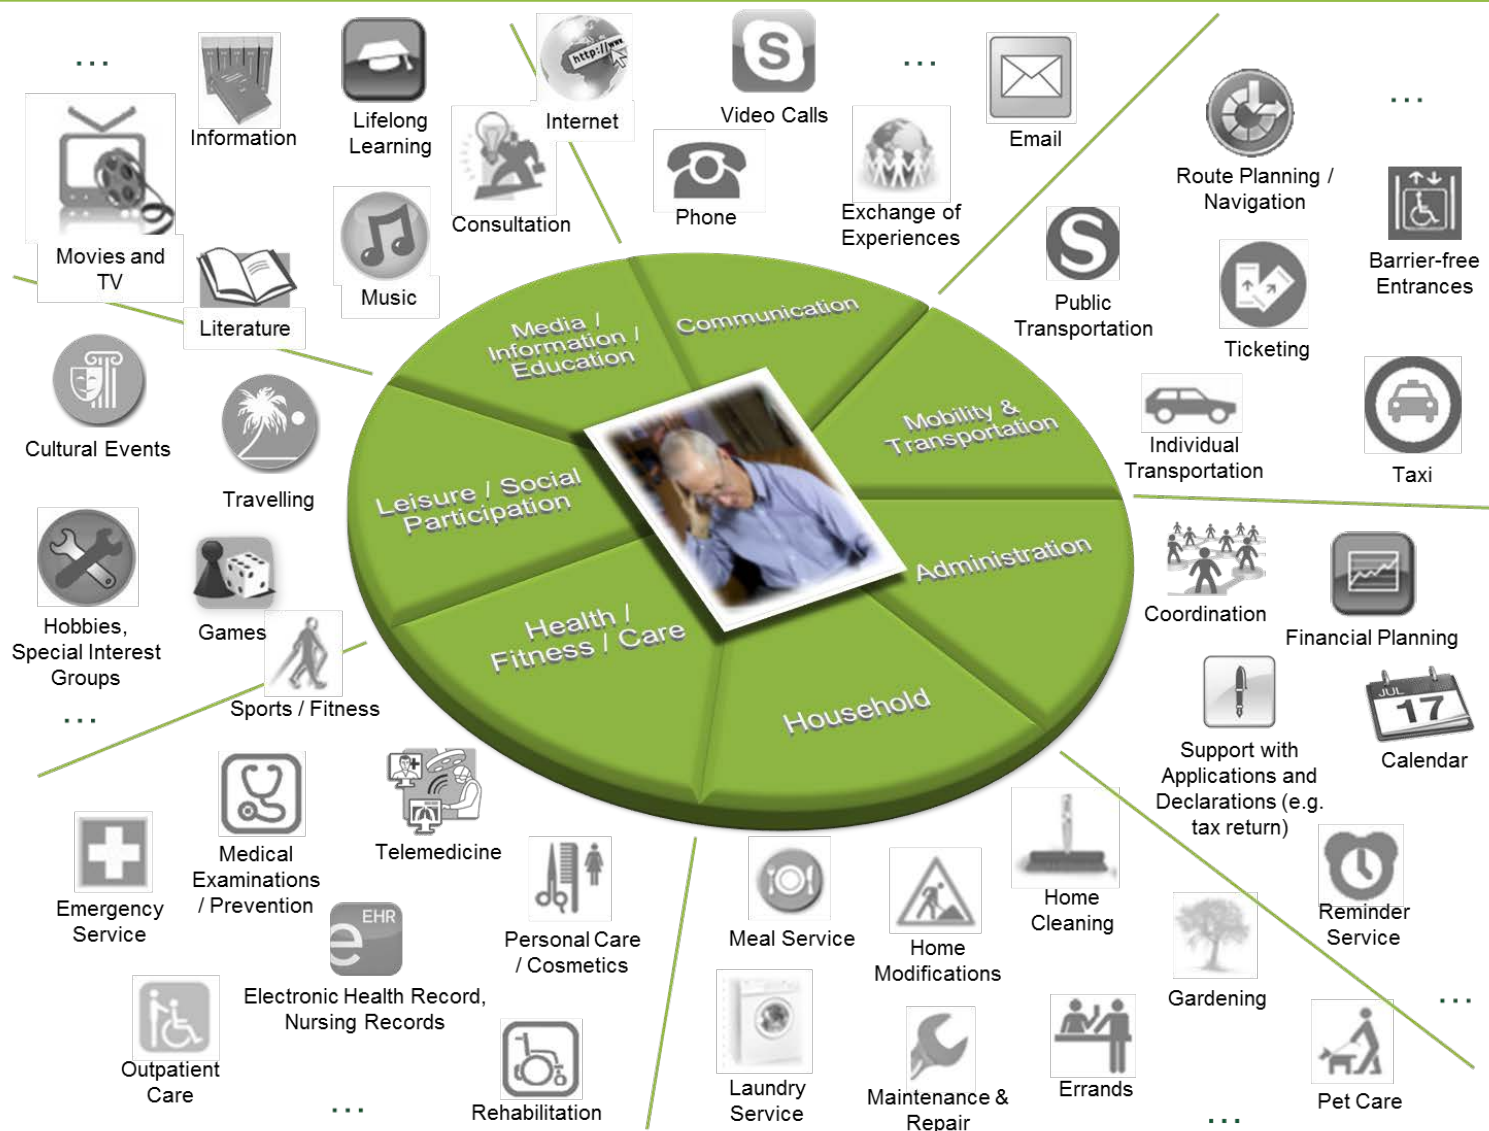 ...
Information
Lifelong
Learning
Movies and
TV
Literature
Music
Consultation
http://www.
Internet
S
Video Calls
...
Email
Phone
Exchange of
Experiences
Route Planning /
Navigation
...
S
Public
Transportation
Ticketing
Barrier-free
Entrances
Individual
Transportation
Taxi
Media /
Information /
Education
Communication
Mobility &
Transportation
Leisure / Social
Participation
Administration
Health /
Fitness / Care
Household
Cultural Events
Travelling
Hobbies,
Special Interest
Groups
Games
...
Sports / Fitness
Coordination
Financial Planning
Support with
Applications and
Declarations (e.g.
tax return)
JUL
17
Calendar
Reminder
Service
...
Emergency
Service
Medical
Examinations
/ Prevention
Telemedicine
EHR
e
Electronic Health Record,
Nursing Records
Personal Care
/ Cosmetics
Outpatient
Care
Rehabilitation
...
Meal Service
Home
Modifications
Home
Cleaning
Gardening
Laundry
Service
Maintenance &
Repair
Errands
Pet Care
...